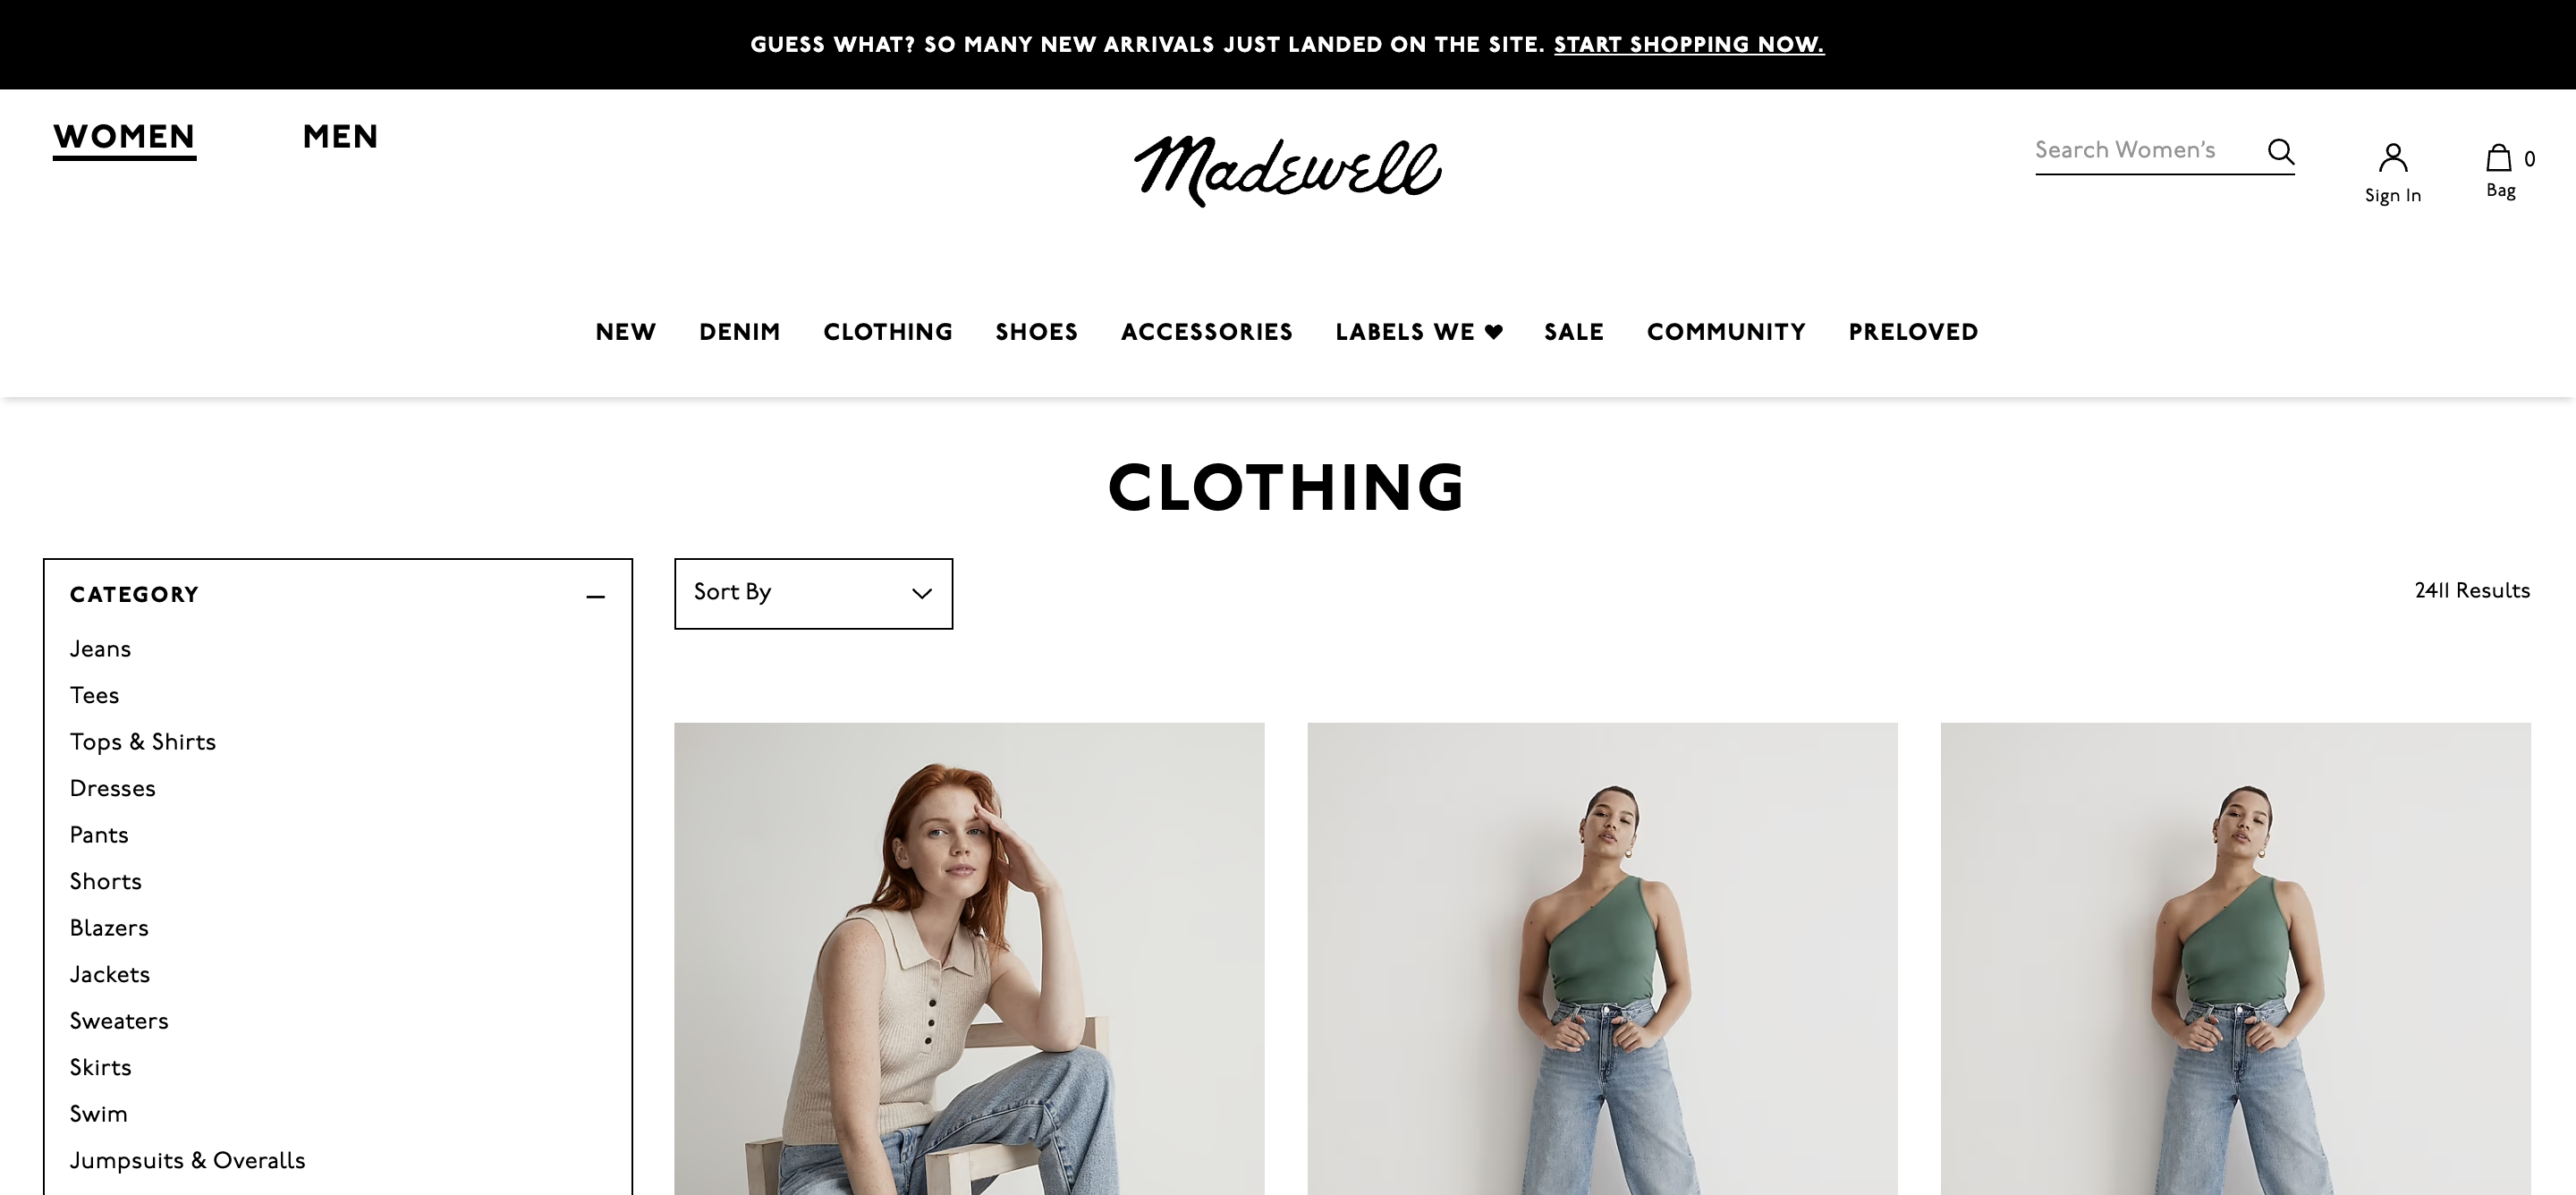 GUESS WHAT? SO MANY NEW ARRIVALS JUST LANDED ON THE SITE. START SHOPPING NOW.
WOMEN MEN
Madewell
Search Women's
Sign In
0
Bag
NEW DENIM CLOTHING SHOES ACCESSORIES LABELS WE ♥ SALE COMMUNITY PRELOVED
CLOTHING
CATEGORY
Jeans
Tees
Tops & Shirts
Dresses
Pants
Shorts
Blazers
Jackets
Sweaters
Skirts
Swim
Jumpsuits & Overalls
Sort By
2411 Results